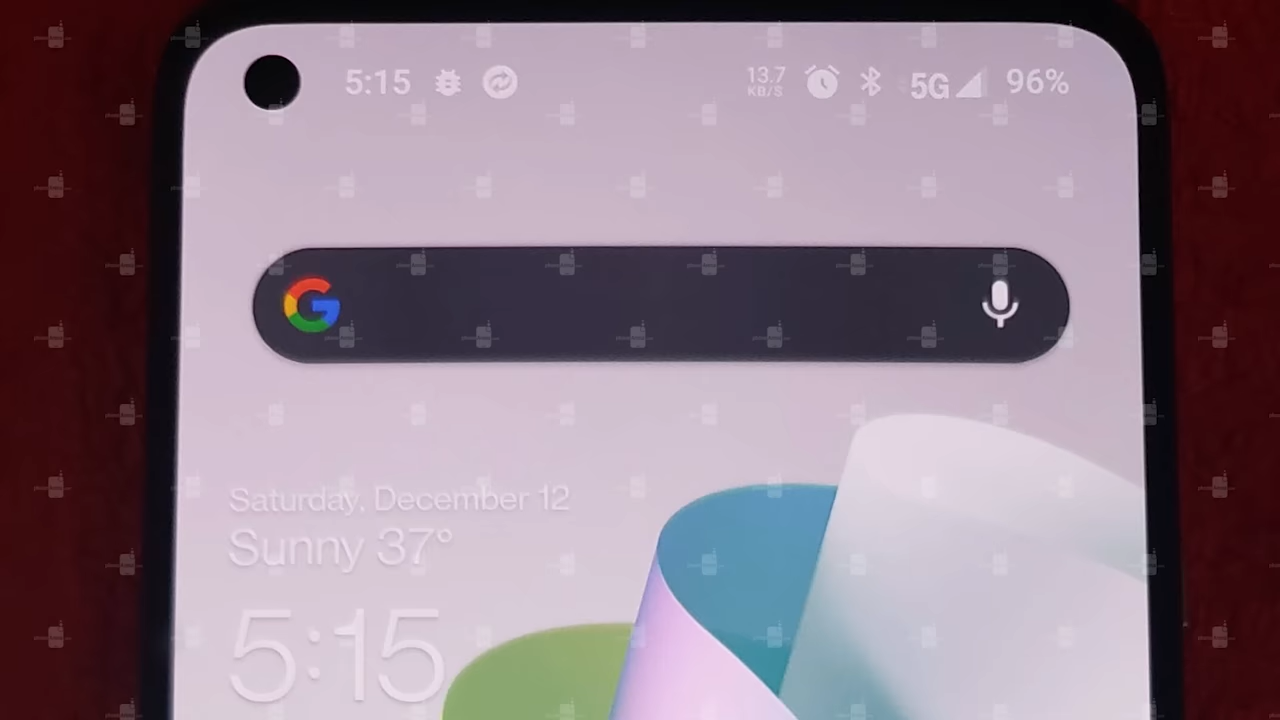 5:15 13.7 KB/S 5G 96%
G
Saturday, December 12
Sunny 37°
5:15